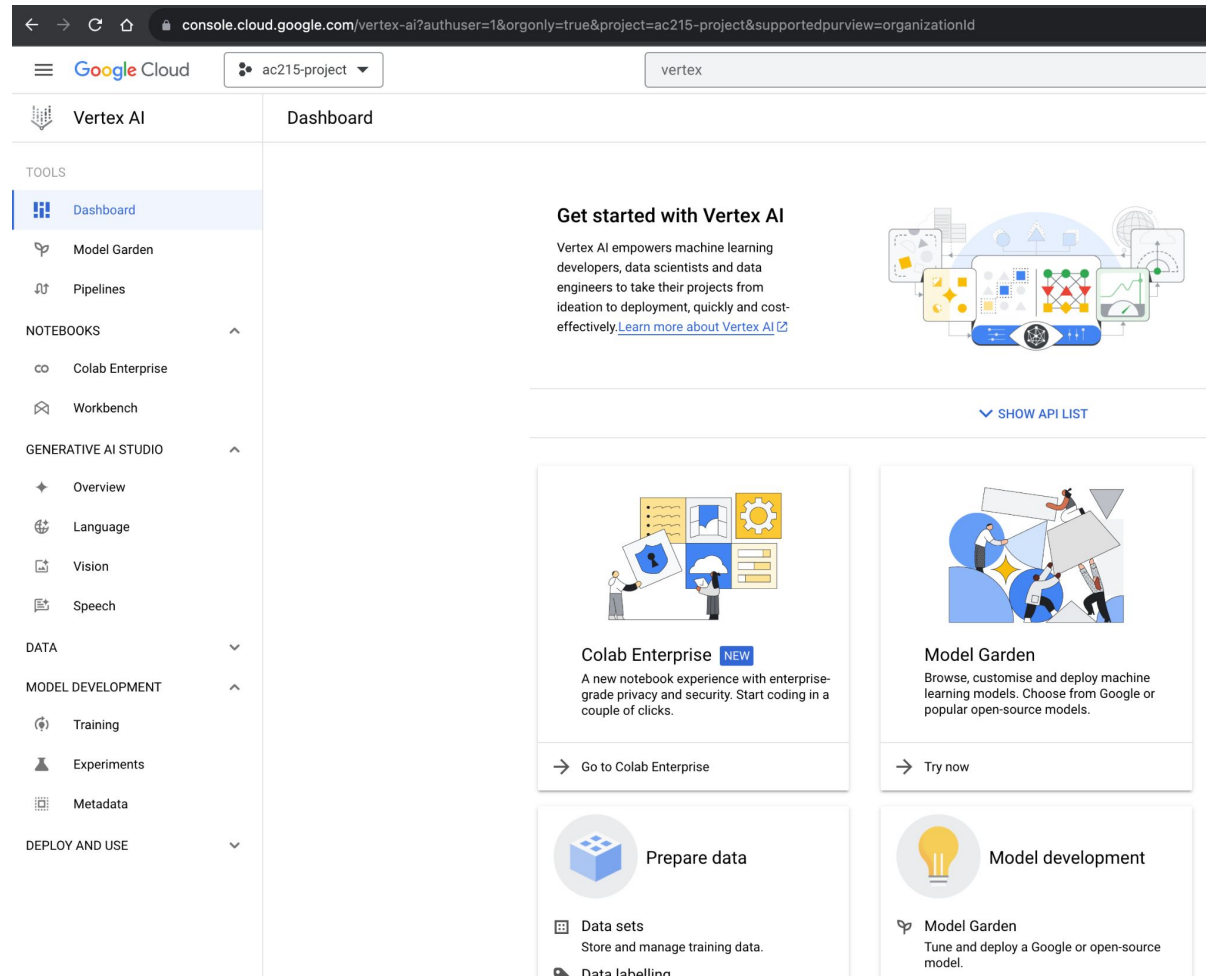 console.cloud.google.com/vertex-ai?authuser=1&orgonly=true&project=ac215-project&supportedpurview=organizationId
Google Cloud
ac215-project
vertex
Vertex AI
Dashboard
TOOLS
Dashboard
Model Garden
Pipelines
NOTEBOOKS
Colab Enterprise
Workbench
GENERATIVE AI STUDIO
Overview
Language
Vision
Speech
DATA
MODEL DEVELOPMENT
Training
Experiments
Metadata
DEPLOY AND USE
Get started with Vertex AI
Vertex AI empowers machine learning
developers, data scientists and data
engineers to take their projects from
ideation to deployment, quickly and cost-
effectively.Learn more about Vertex AI
SHOW API LIST
Colab Enterprise NEW
A new notebook experience with enterprise-
grade privacy and security. Start coding in a
couple of clicks.
Go to Colab Enterprise
Model Garden
Browse, customise and deploy machine
learning models. Choose from Google or
popular open-source models.
Try now
Prepare data
Data sets
Store and manage training data.
Data labelling
Model development
Model Garden
Tune and deploy a Google or open-source
model.